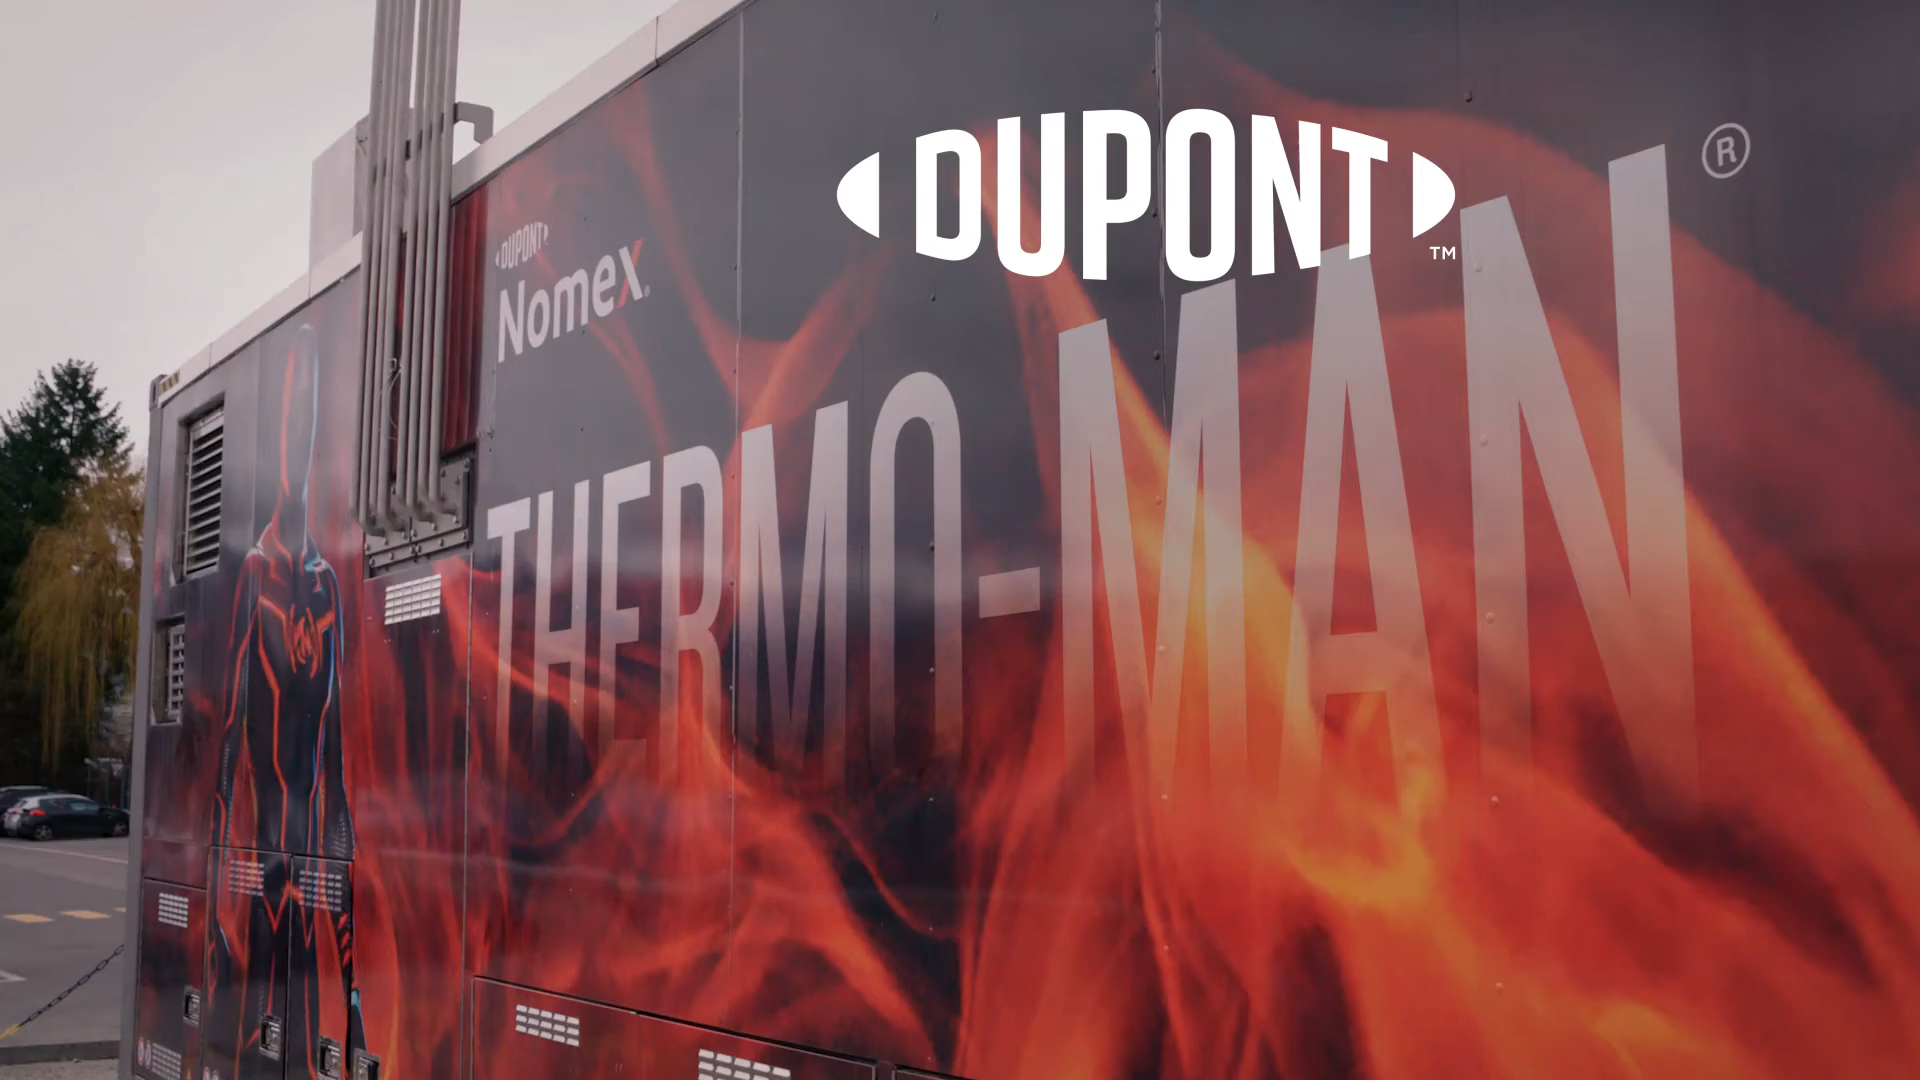 DUPONT
™
DUPONT
Nomex®
THERMO-MAN®